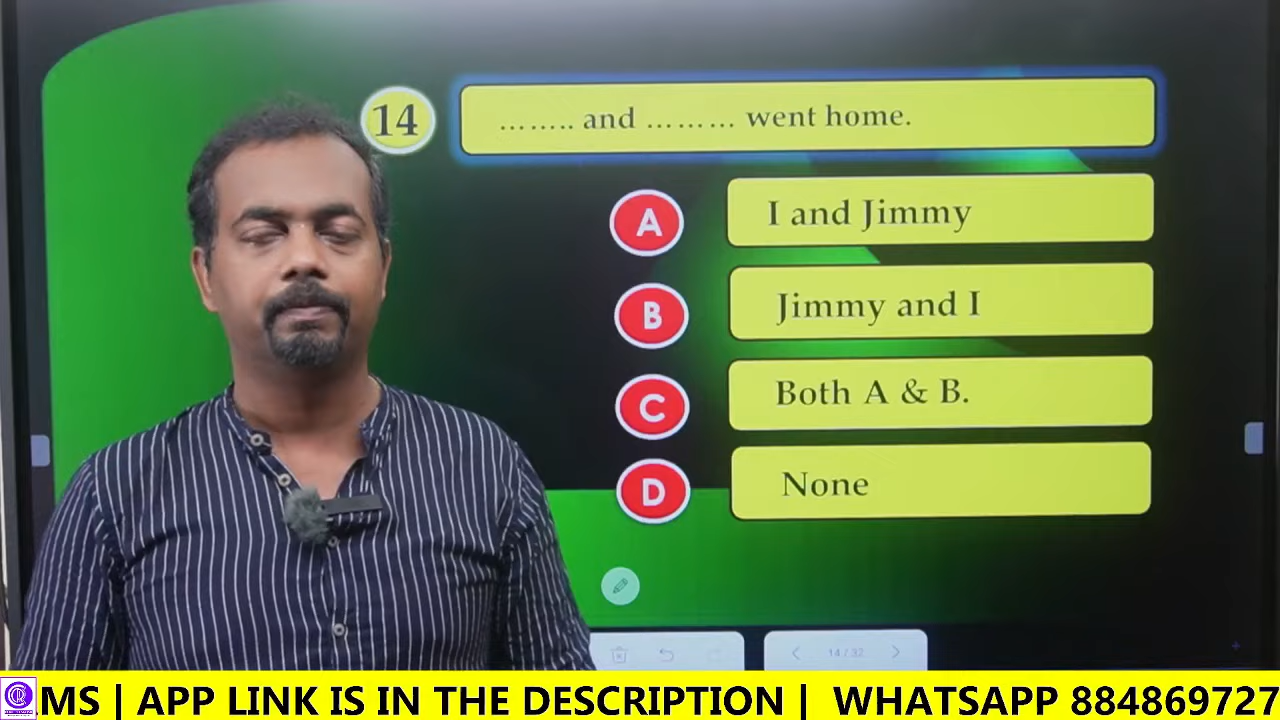 14
........ and ......... went home.
A I and Jimmy
B Jimmy and I
C Both A & B.
D None
14 / 32
AMS | APP LINK IS IN THE DESCRIPTION | WHATSAPP 884869727